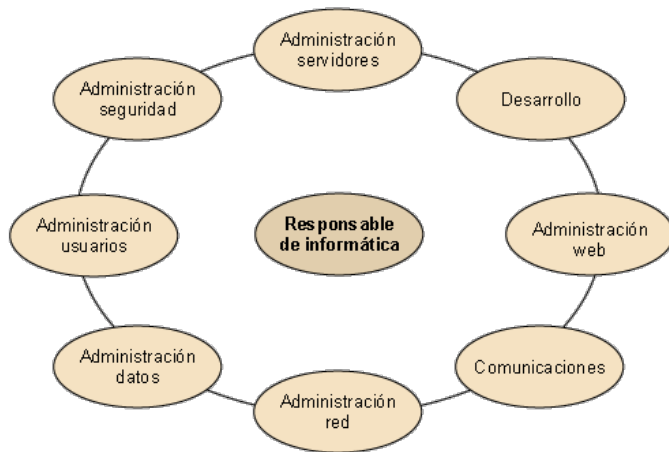 Administración
servidores
Desarrollo
Administración
web
Comunicaciones
Administración
red
Administración
datos
Administración
usuarios
Administración
seguridad
Responsable
de informática